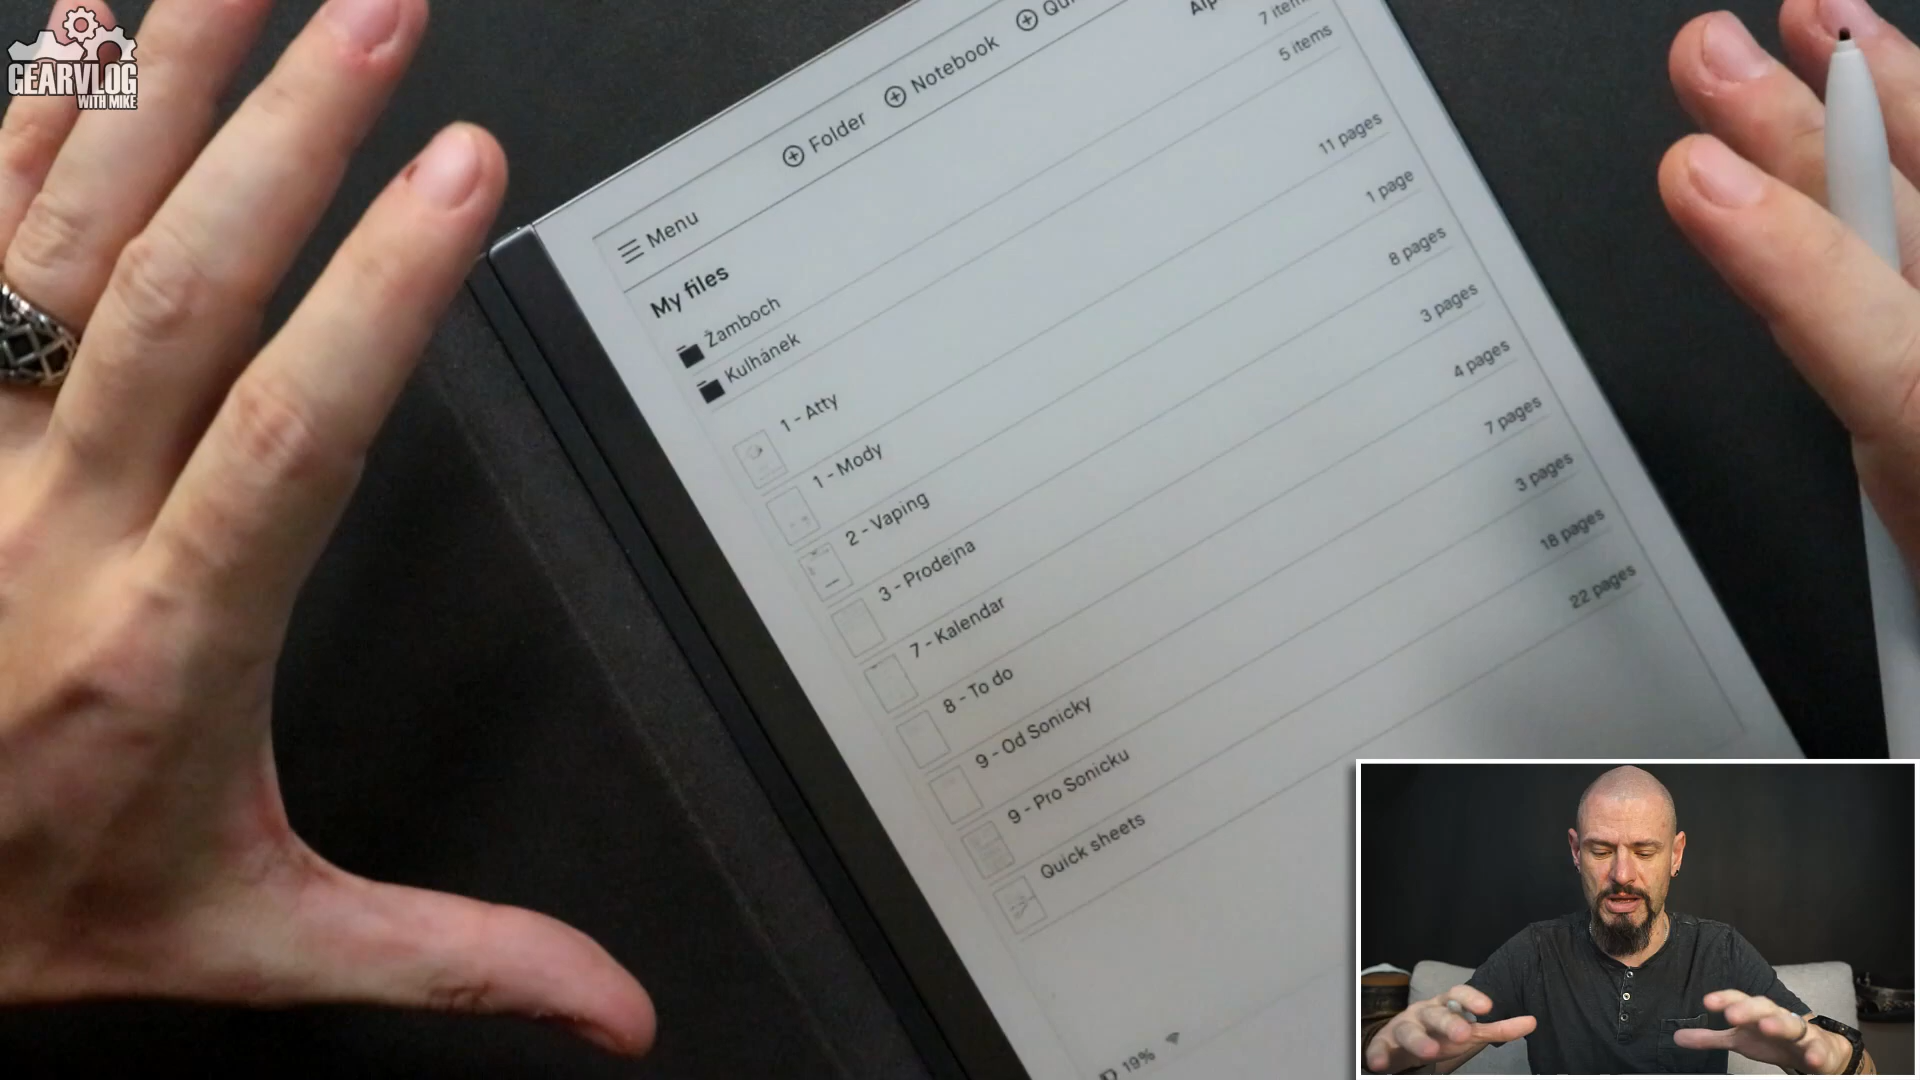 GEARVLOG
WITH MIKE
Menu
Folder
Notebook
My files
Žamboch
7 items
Kulhánek
5 items
1 - Atty
11 pages
1 - Mody
1 page
2 - Vaping
8 pages
3 - Prodejna
3 pages
7 - Kalendar
4 pages
8 - To do
7 pages
9 - Od Sonicky
3 pages
9 - Pro Sonicku
18 pages
Quick sheets
22 pages
19%